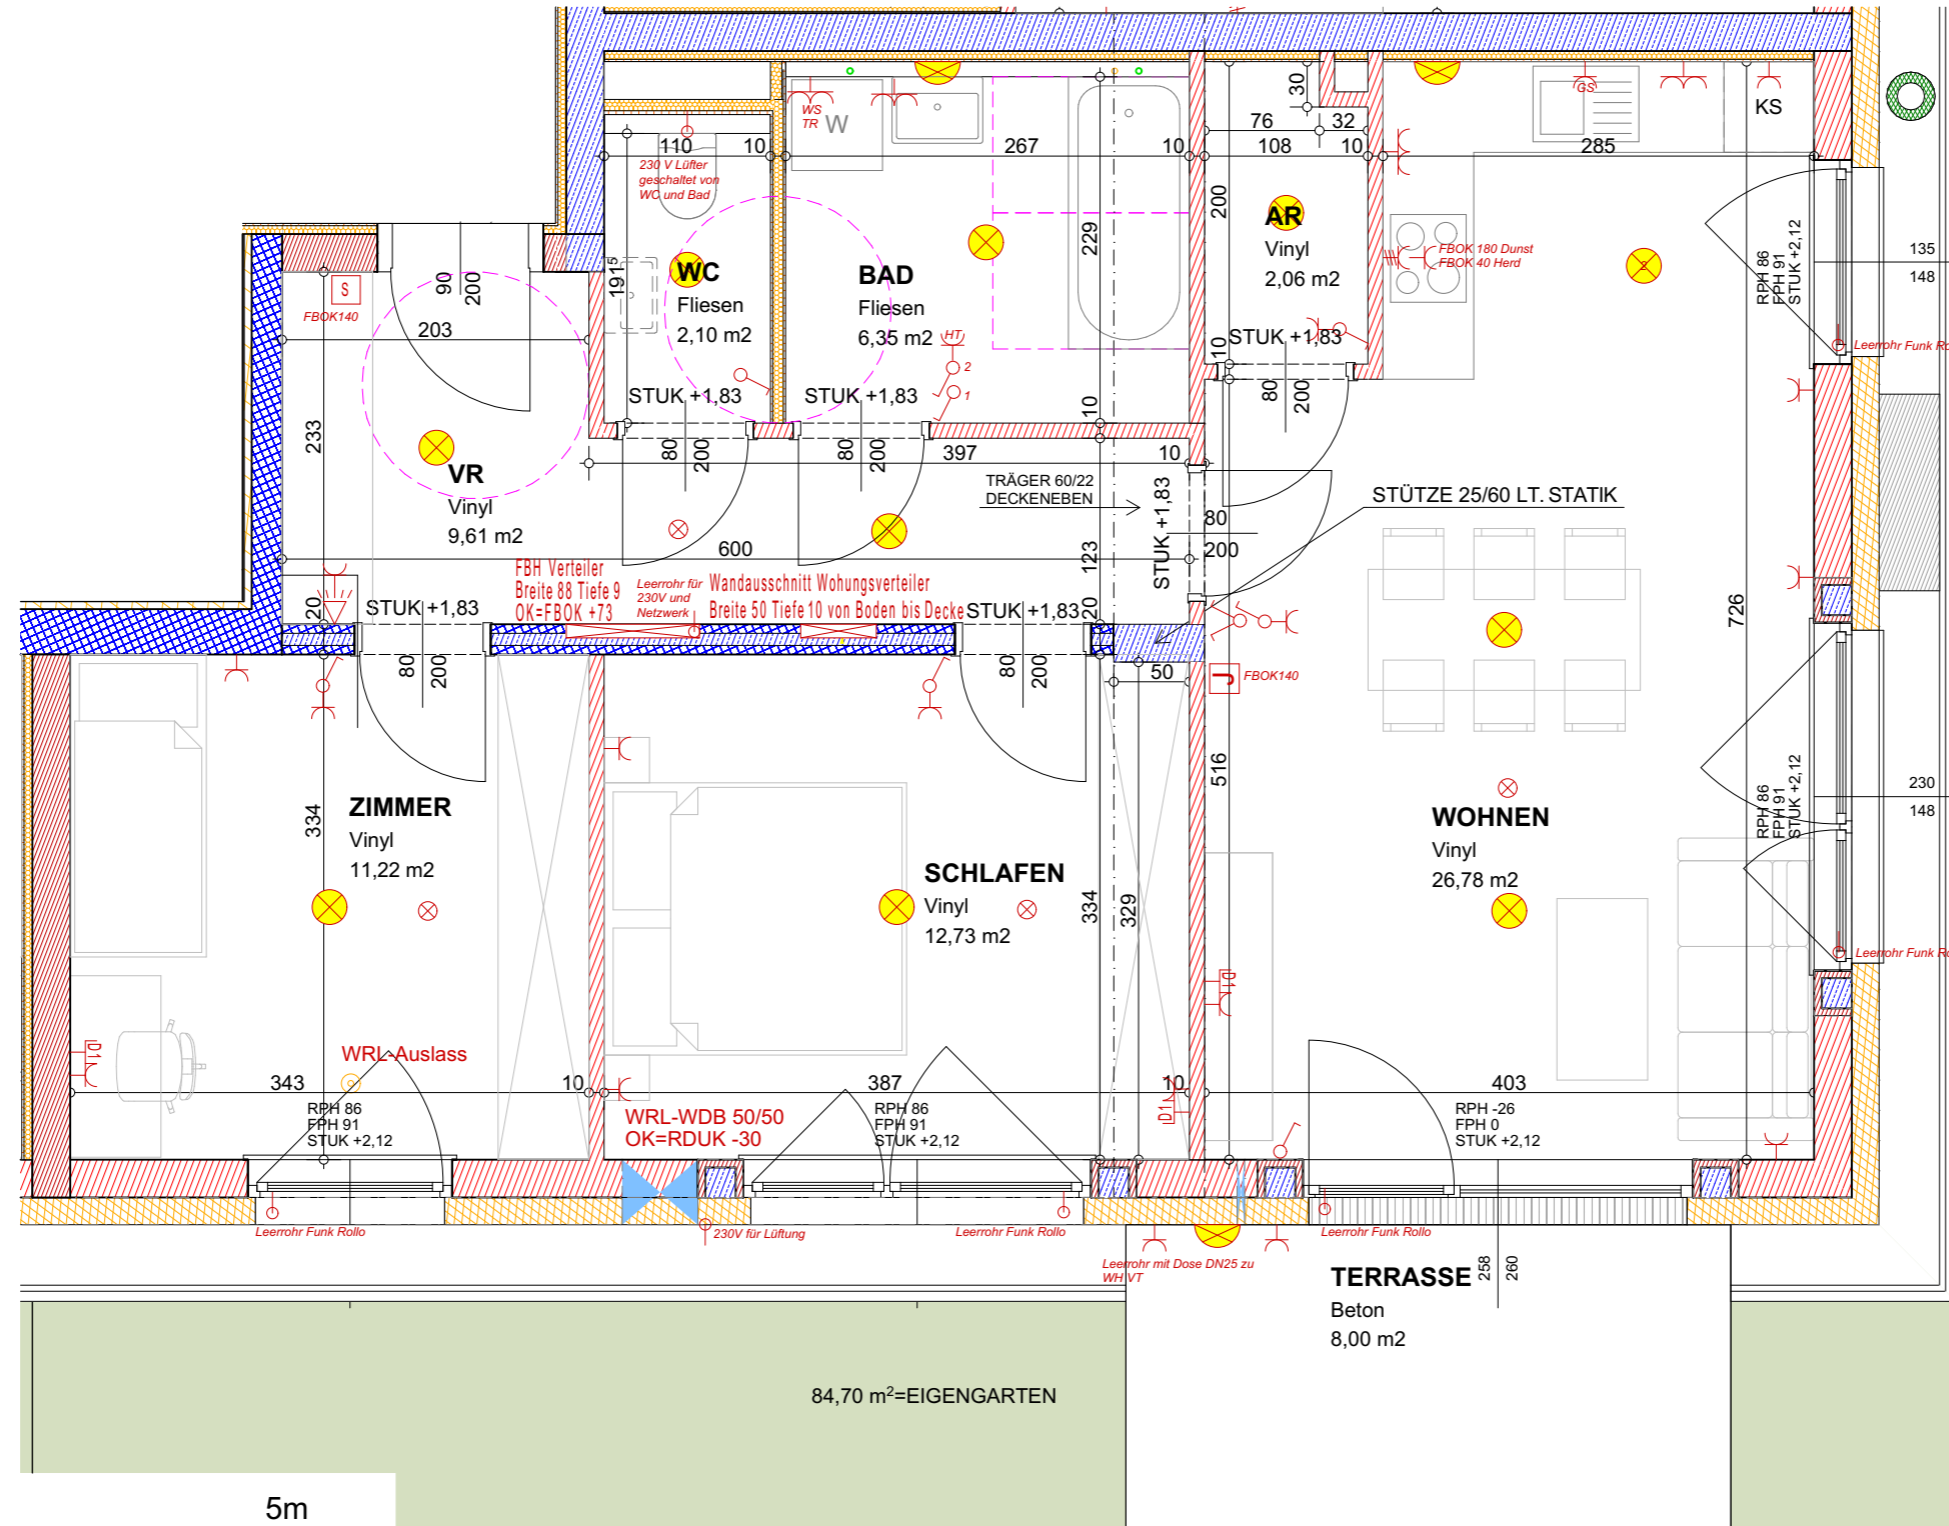 30
76
32
WS
TR
W
GS
KS
110
10
267
10
108
10
285
230 V Lüfter
geschaltet von
WC und Bad
200
229
191⁵
AR
Vinyl
2,06 m2
WC
Fliesen
2,10 m2
BAD
Fliesen
6,35 m2
FBOK 180 Dunst
FBOK 40 Herd
2
RPH 86
FPH 91
STUK +2,12
135
148
90
200
S
FBOK140
203
HT
2
1
STUK +1,83
Leerrohr Funk Ro
10
STUK +1,83
STUK +1,83
80
200
10
233
80
200
80
200
397
10
VR
Vinyl
9,61 m2
TRÄGER 60/22
DECKENEBEN
STUK +1,83
STÜTZE 25/60 LT. STATIK
80
200
600
123
FBH Verteiler
Breite 88 Tiefe 9
OK=FBOK +73
Leerrohr für
230V und
Netzwerk
Wandausschnitt Wohungsverteiler
Breite 50 Tiefe 10 von Boden bis Decke
20
STUK +1,83
STUK +1,83
20
726
80
200
80
200
50
J
FBOK140
516
334
ZIMMER
Vinyl
11,22 m2
SCHLAFEN
Vinyl
12,73 m2
334
329
WOHNEN
Vinyl
26,78 m2
RPH 86
FPH 91
STUK +2,12
230
148
Leerrohr Funk Ro
D1
D1
WRL-Auslass
343
10
387
10
403
D1
RPH 86
FPH 91
STUK +2,12
WRL-WDB 50/50
OK=RDUK -30
RPH 86
FPH 91
STUK +2,12
RPH -26
FPH 0
STUK +2,12
Leerrohr Funk Rollo
230V für Lüftung
Leerrohr Funk Rollo
Leerrohr Funk Rollo
Leerrohr mit Dose DN25 zu
WH VT
TERRASSE
Beton
8,00 m2
258
260
84,70 m²=EIGENGARTEN
5m